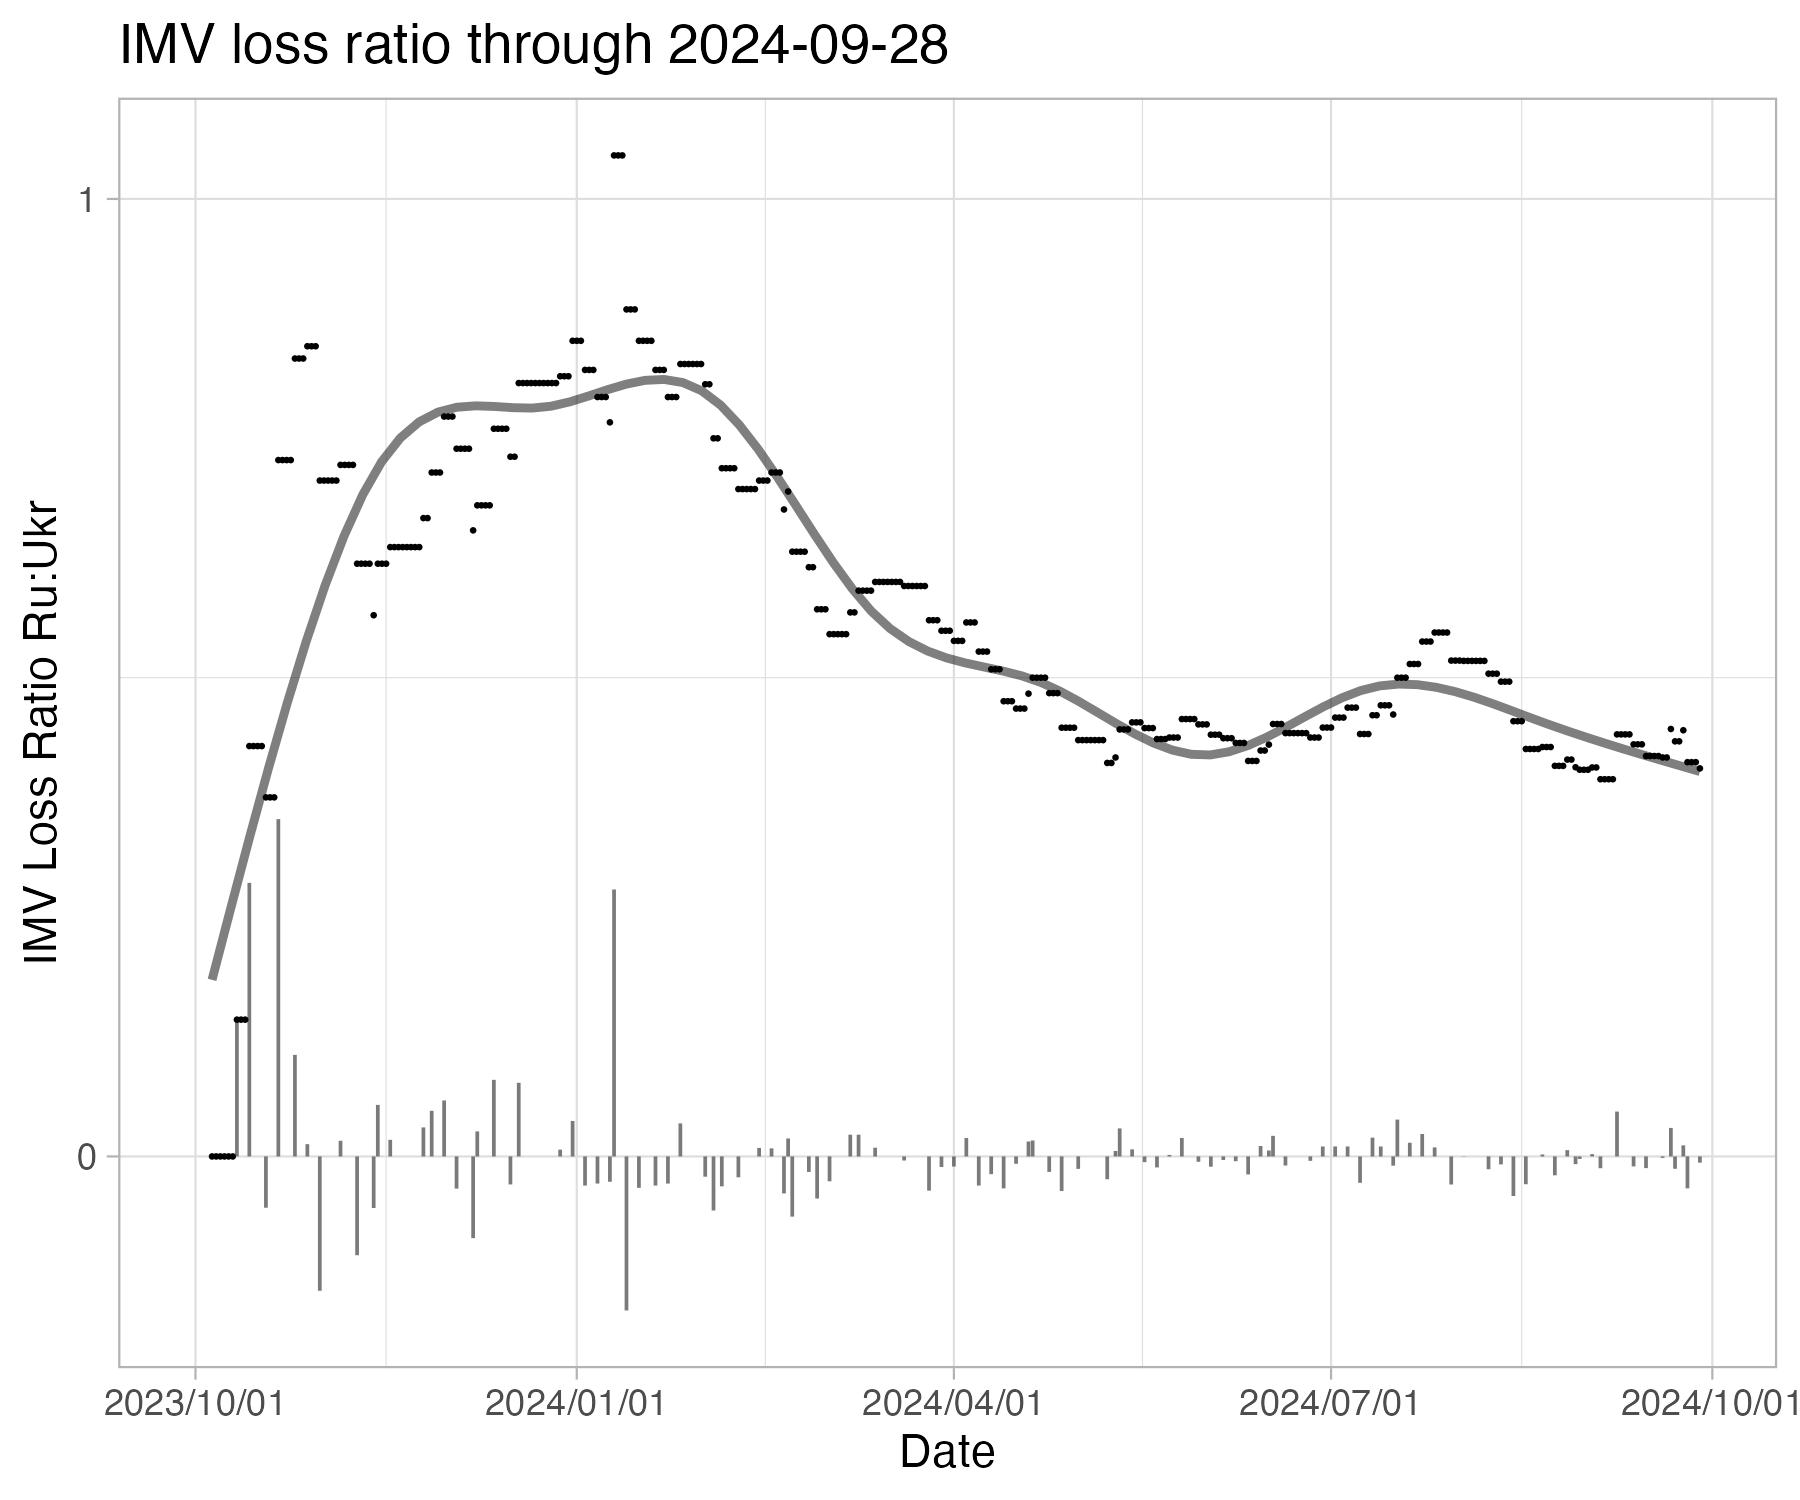 IMV loss ratio through 2024-09-28
IMV Loss Ratio Ru:Ukr
1
0
2023/10/01 2024/01/01 2024/04/01 2024/07/01 2024/10/01
Date